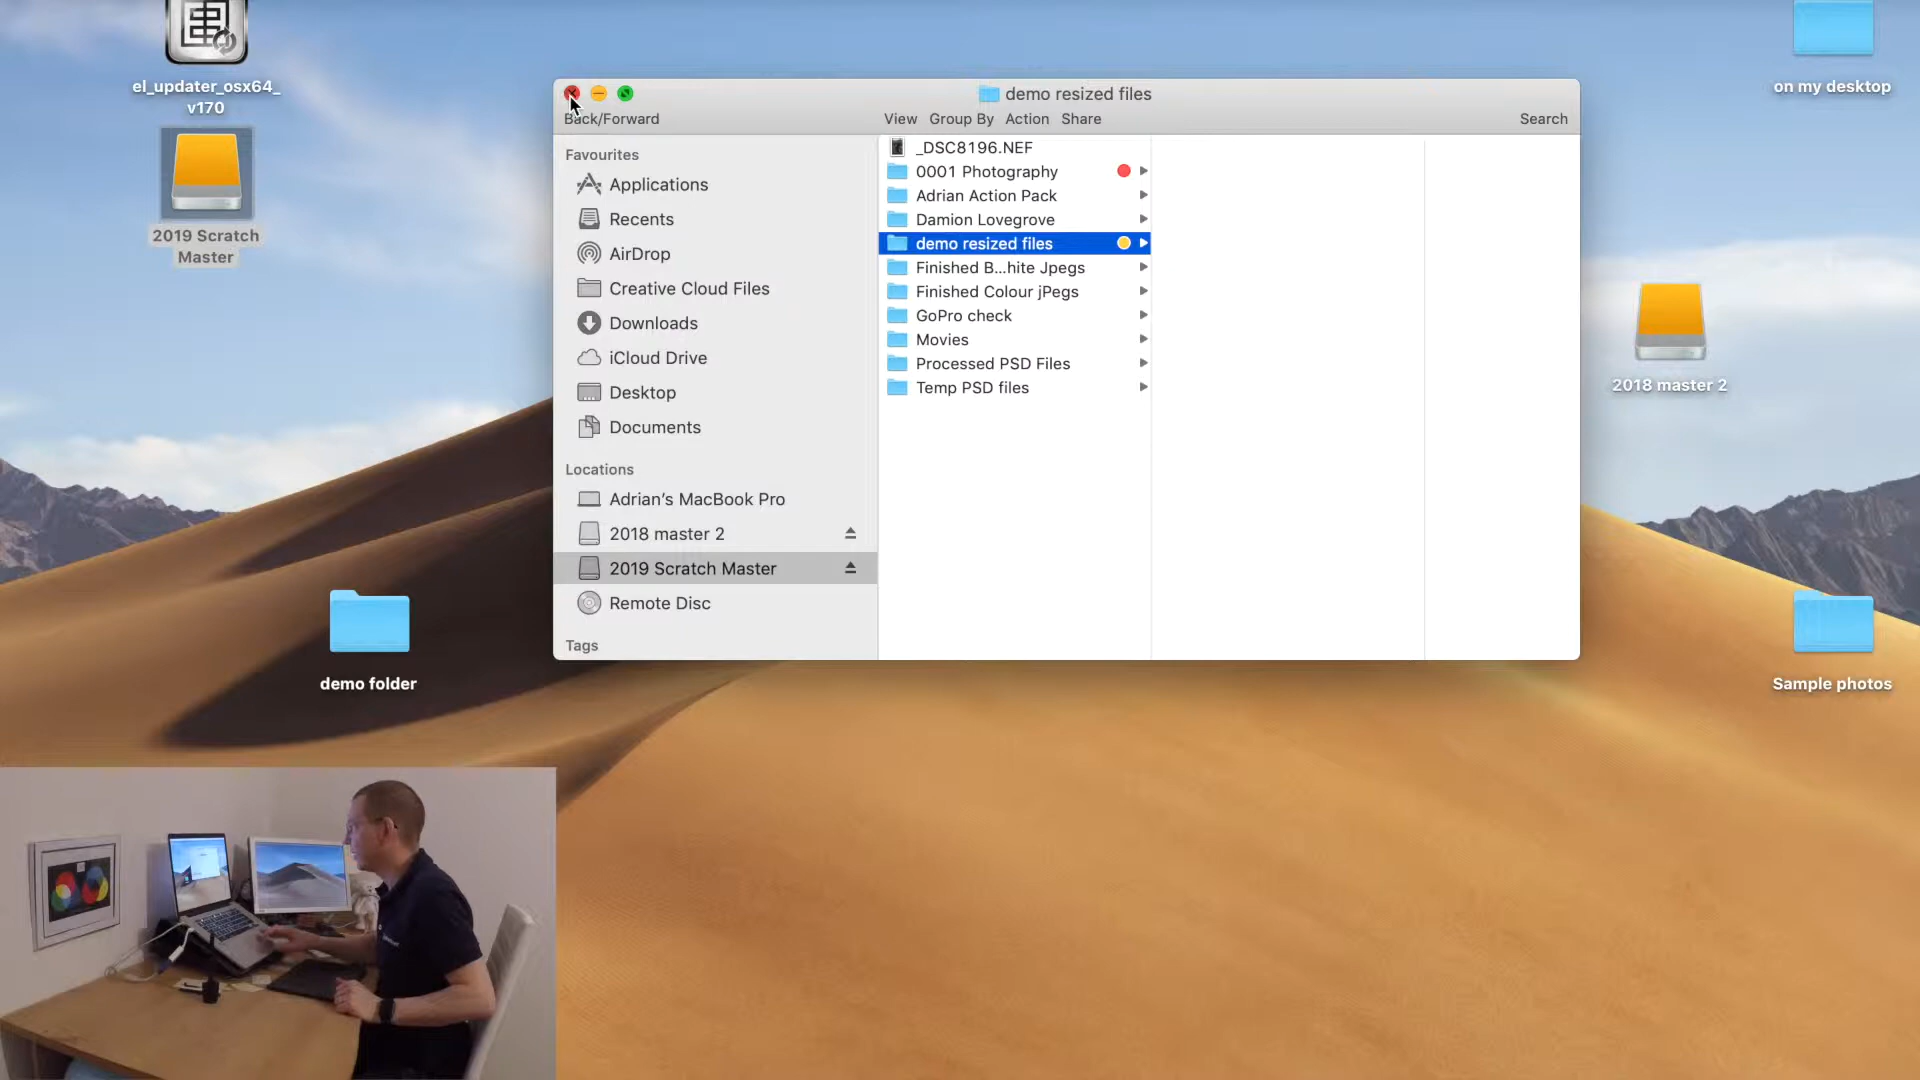 el_updater_osx64_
v170
2019 Scratch
Master
demo folder
demo resized files
Back/Forward
View
Group By
Action
Share
Search
Favourites
Applications
Recents
AirDrop
Creative Cloud Files
Downloads
iCloud Drive
Desktop
Documents
Locations
Adrian’s MacBook Pro
2018 master 2
2019 Scratch Master
Remote Disc
Tags
_DSC8196.NEF
0001 Photography
Adrian Action Pack
Damion Lovegrove
demo resized files
Finished B...hite Jpegs
Finished Colour jPegs
GoPro check
Movies
Processed PSD Files
Temp PSD files
on my desktop
2018 master 2
Sample photos